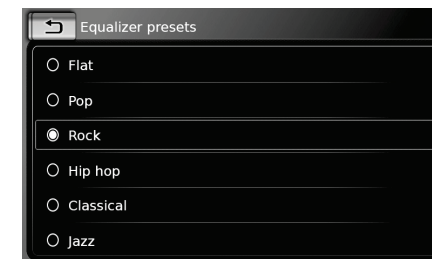 Equalizer presets
Flat
Pop
Rock
Hip hop
Classical
Jazz